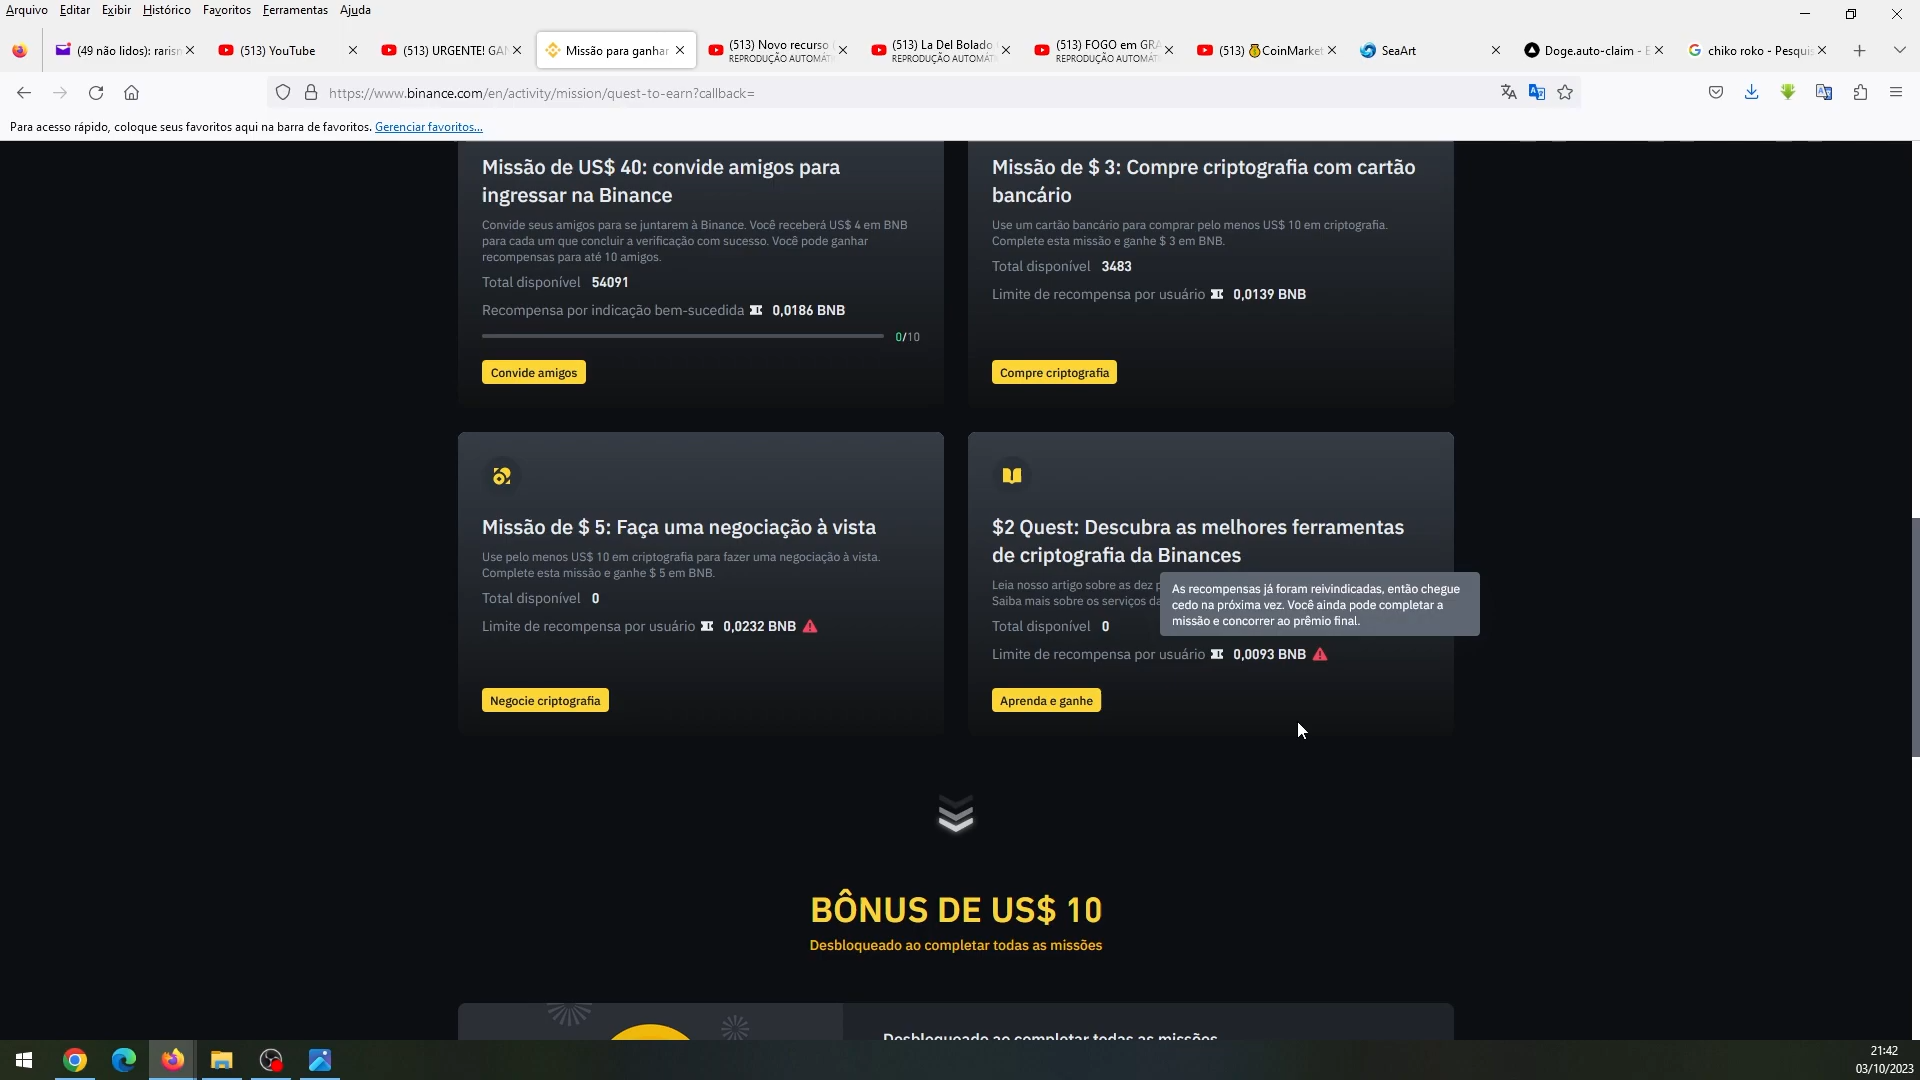 Arquivo Editar Exibir Histórico Favoritos Ferramentas Ajuda
(49 não lidos): rarisn
(513) YouTube
(513) URGENTE! GAN
Missão para ganhar
(513) Novo recurso
REPRODUÇÃO AUTOMÁTI
(513) La Del Bolado
REPRODUÇÃO AUTOMÁTI
(513) FOGO em GRA
REPRODUÇÃO AUTOMÁTI
(513) 💰CoinMarket
SeaArt
Doge.auto-claim - E
chiko roko - Pesquis
https://www.binance.com/en/activity/mission/quest-to-earn?callback=
Para acesso rápido, coloque seus favoritos aqui na barra de favoritos. Gerenciar favoritos...
Missão de US$ 40: convide amigos para
ingressar na Binance
Convide seus amigos para se juntarem à Binance. Você receberá US$ 4 em BNB
para cada um que concluir a verificação com sucesso. Você pode ganhar
recompensas para até 10 amigos.
Total disponível 54091
Recompensa por indicação bem-sucedida 0,0186 BNB
0/10
Convide amigos
Missão de $ 3: Compre criptografia com cartão
bancário
Use um cartão bancário para comprar pelo menos US$ 10 em criptografia.
Complete esta missão e ganhe $ 3 em BNB.
Total disponível 3483
Limite de recompensa por usuário 0,0139 BNB
Compre criptografia
Missão de $ 5: Faça uma negociação à vista
Use pelo menos US$ 10 em criptografia para fazer uma negociação à vista.
Complete esta missão e ganhe $ 5 em BNB.
Total disponível 0
Limite de recompensa por usuário 0,0232 BNB
Negocie criptografia
$2 Quest: Descubra as melhores ferramentas
de criptografia da Binances
Leia nosso artigo sobre as dez
Saiba mais sobre os serviços da
As recompensas já foram reivindicadas, então chegue
cedo na próxima vez. Você ainda pode completar a
missão e concorrer ao prêmio final.
Total disponível 0
Limite de recompensa por usuário 0,0093 BNB
Aprenda e ganhe
BÔNUS DE US$ 10
Desbloqueado ao completar todas as missões
Desbloqueado ao completar todas as missões
21:42
03/10/2023